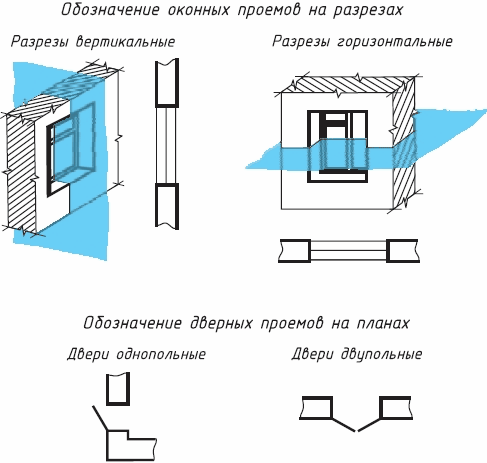 Обозначение оконных проемов на разрезах
Разрезы вертикальные
Разрезы горизонтальные
Обозначение дверных проемов на планах
Двери однопольные
Двери двупольные